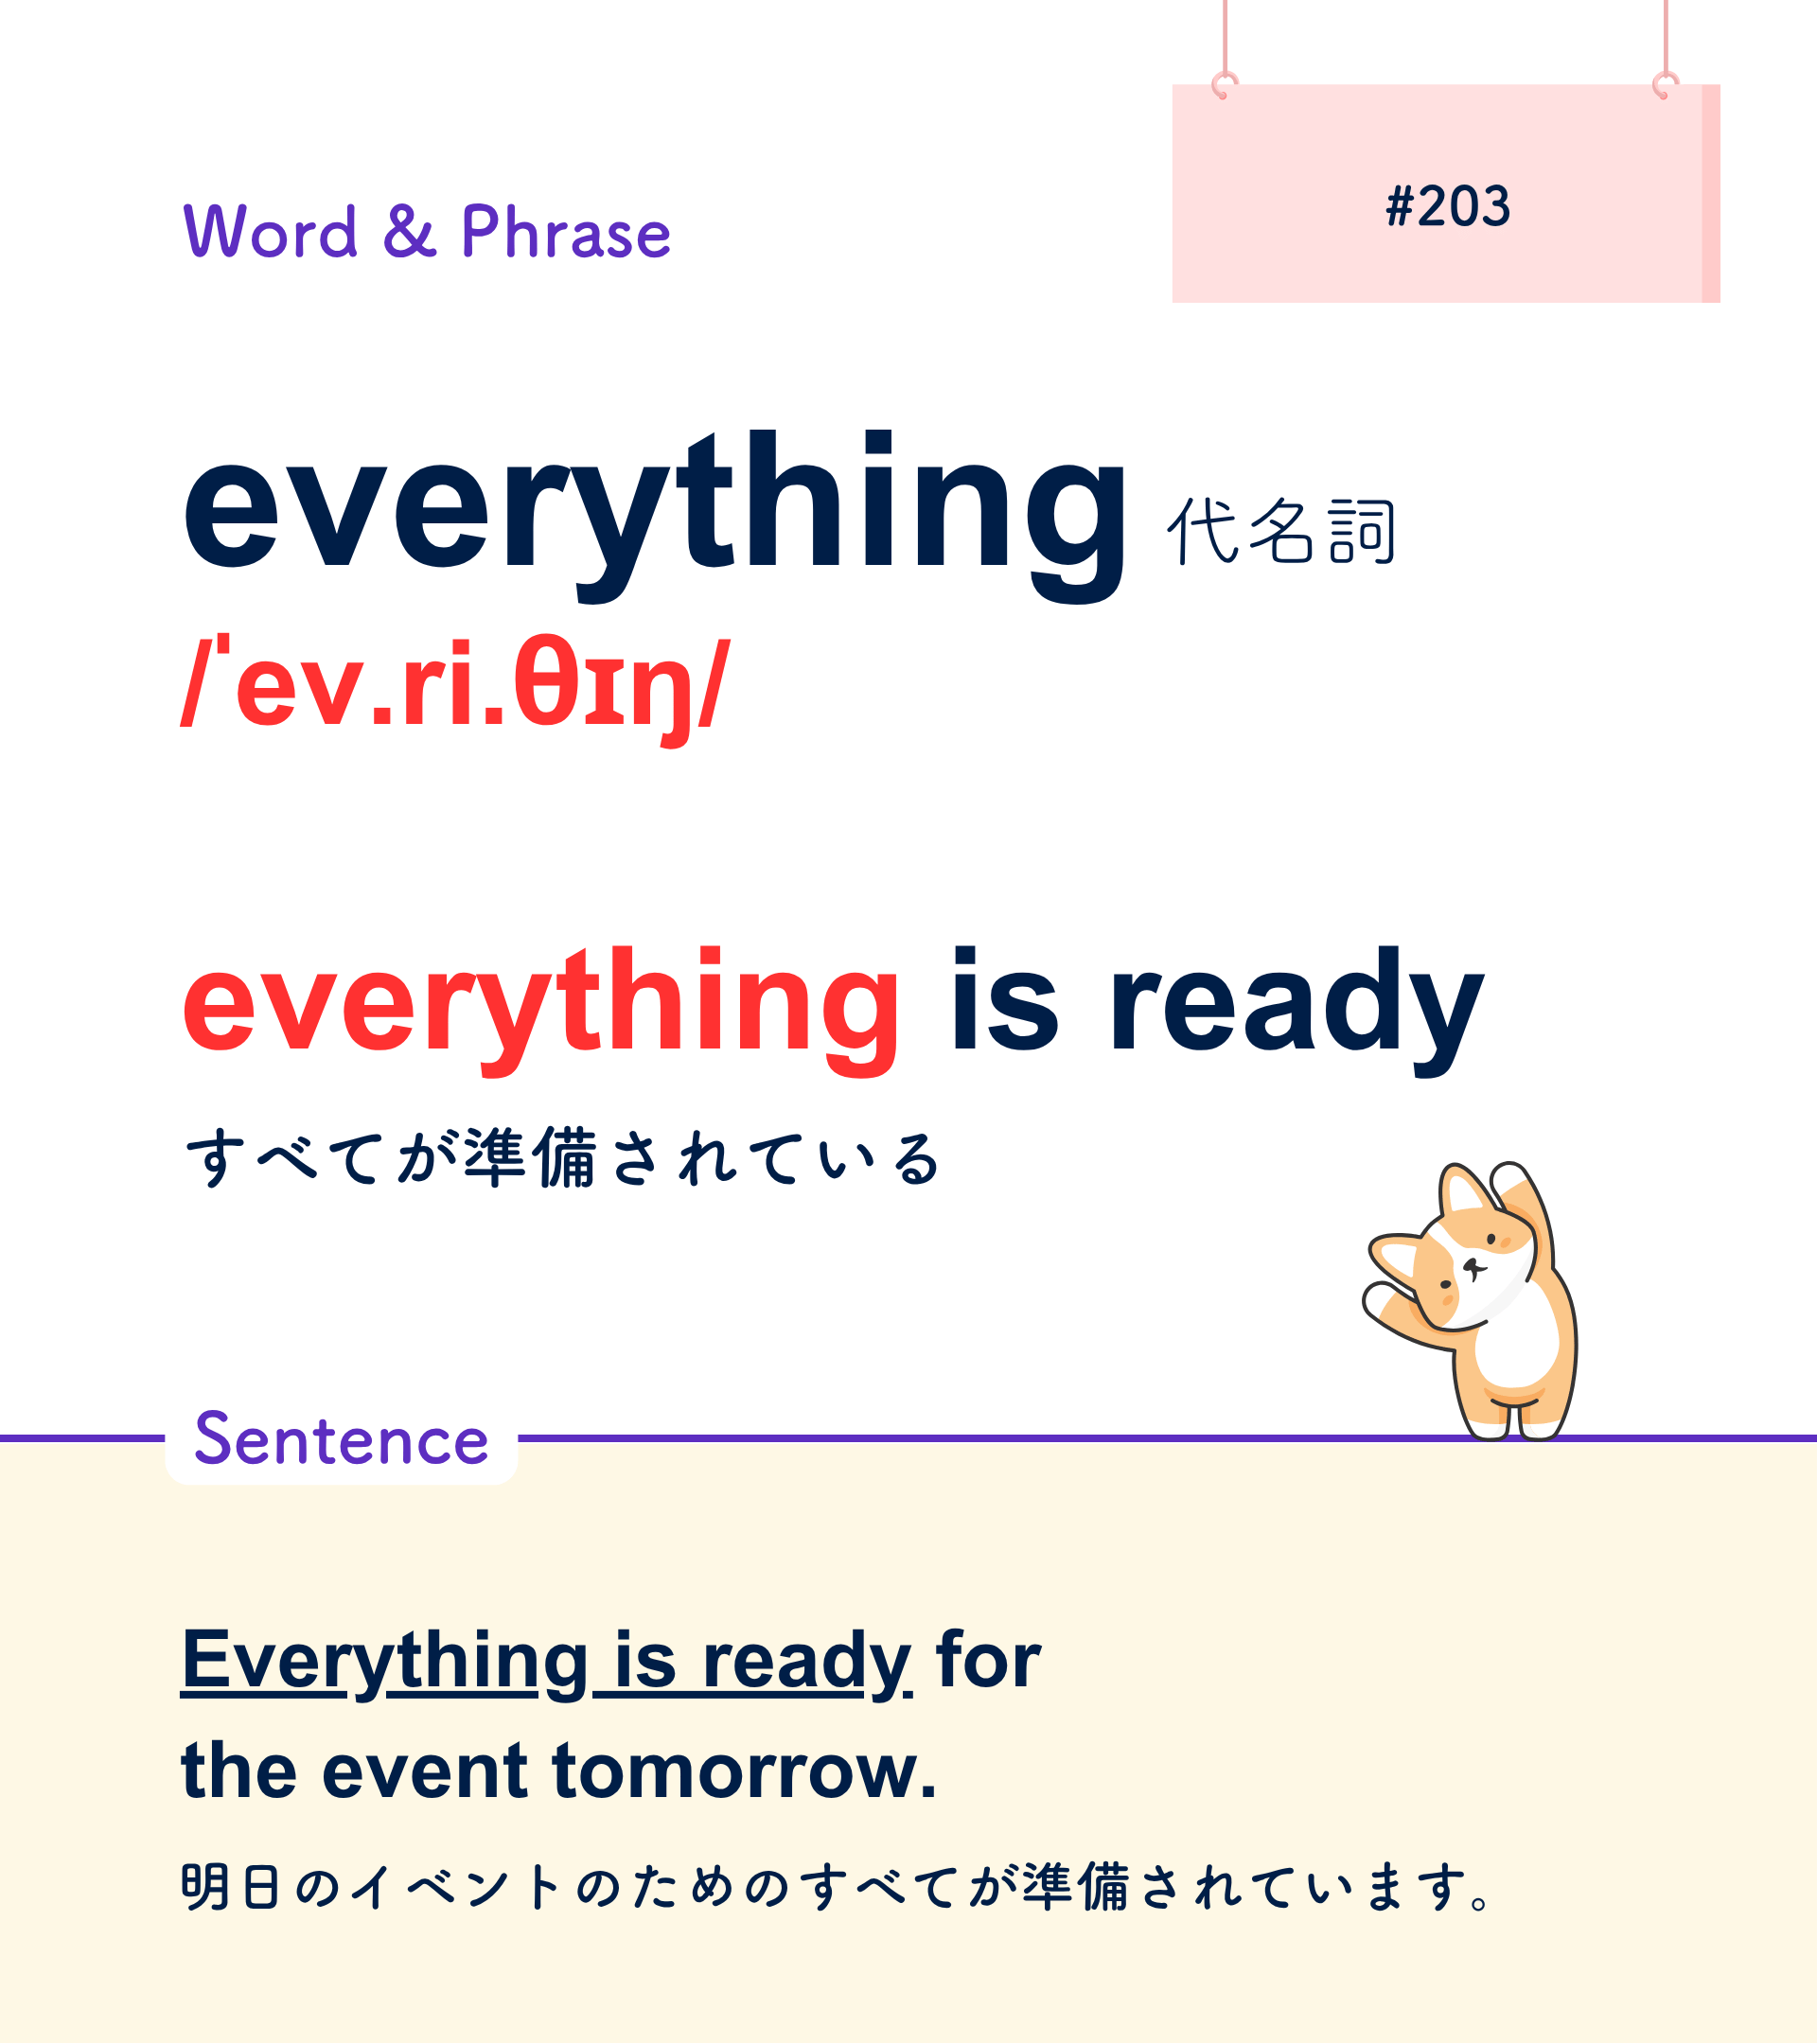 #203
Word & Phrase
everything 代名詞
/ˈev.ri.θɪŋ/
everything is ready
すべてが準備されている
Sentence
Everything is ready for
the event tomorrow.
明日のイベントのためのすべてが準備されています。